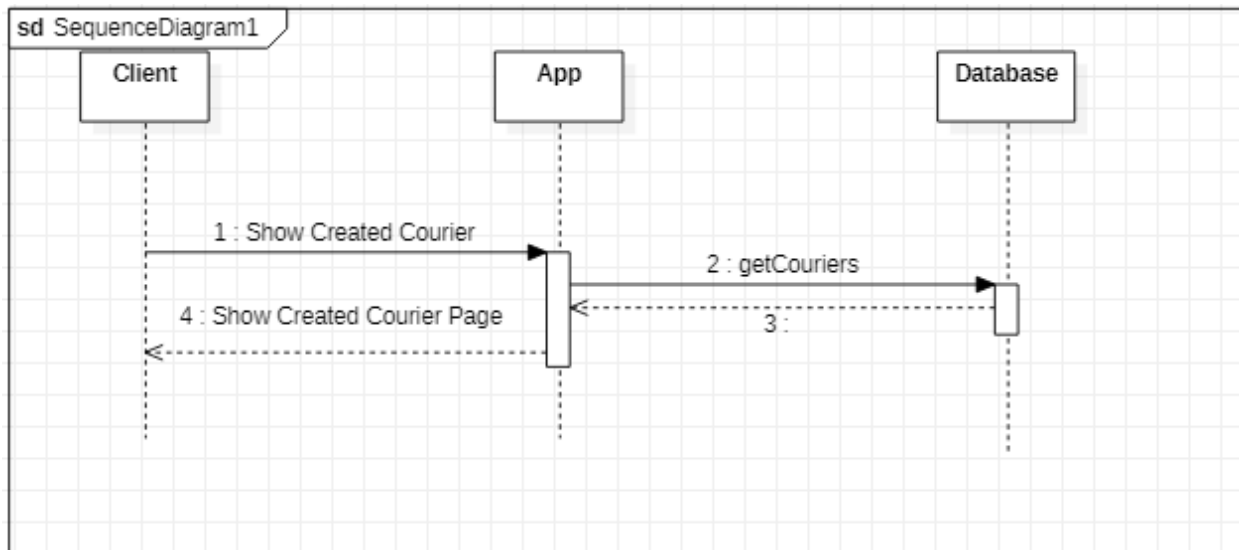 sd SequenceDiagram1
Client
App
Database
1 : Show Created Courier
2 : getCouriers
3 :
4 : Show Created Courier Page